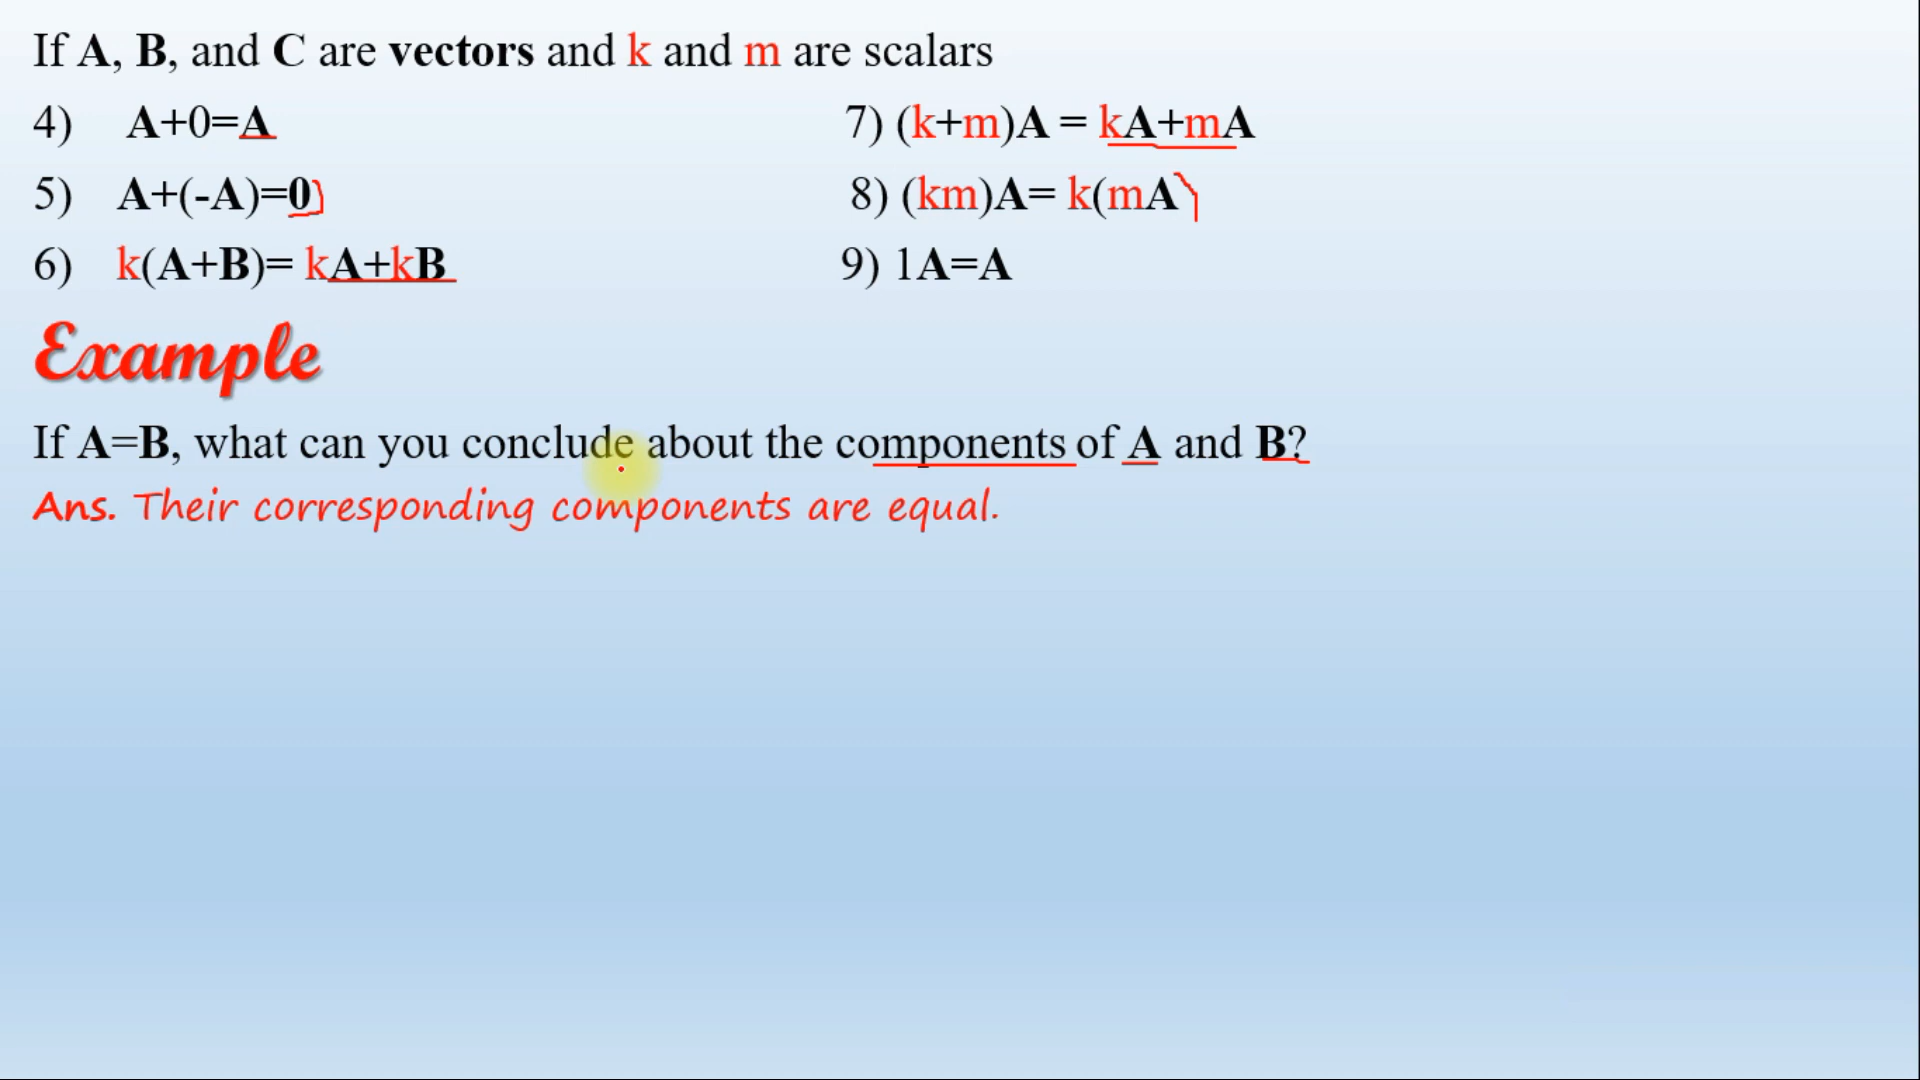 If A, B, and C are vectors and k and m are scalars
4) A+0=A
5) A+(-A)=0
6) k(A+B)= kA+kB
7) (k+m)A = kA+mA
8) (km)A= k(mA)
9) 1A=A
Example
If A=B, what can you conclude about the components of A and B?
Ans. Their corresponding components are equal.